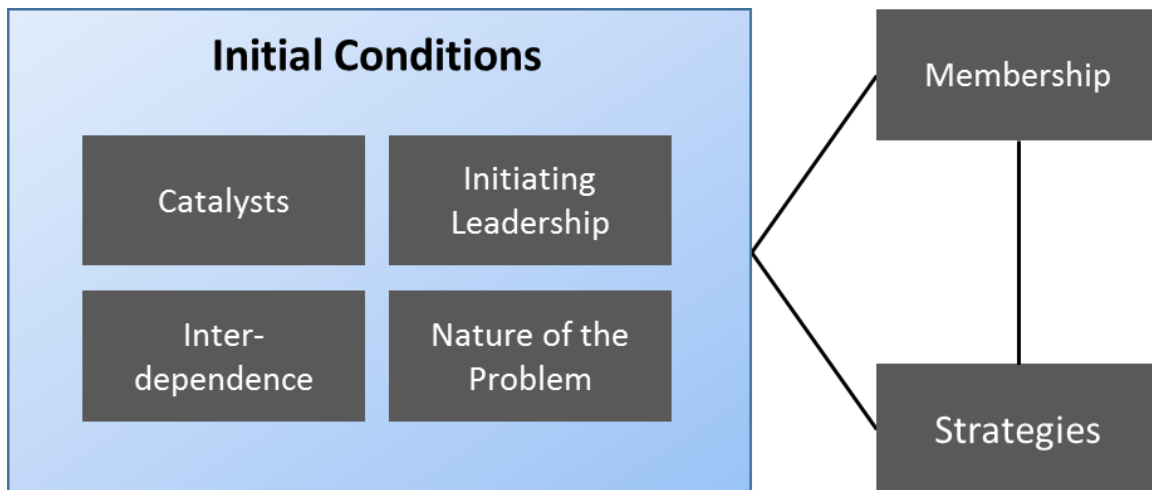 Initial Conditions
Catalysts
Initiating
Leadership
Inter-
dependence
Nature of the
Problem
Membership
Strategies